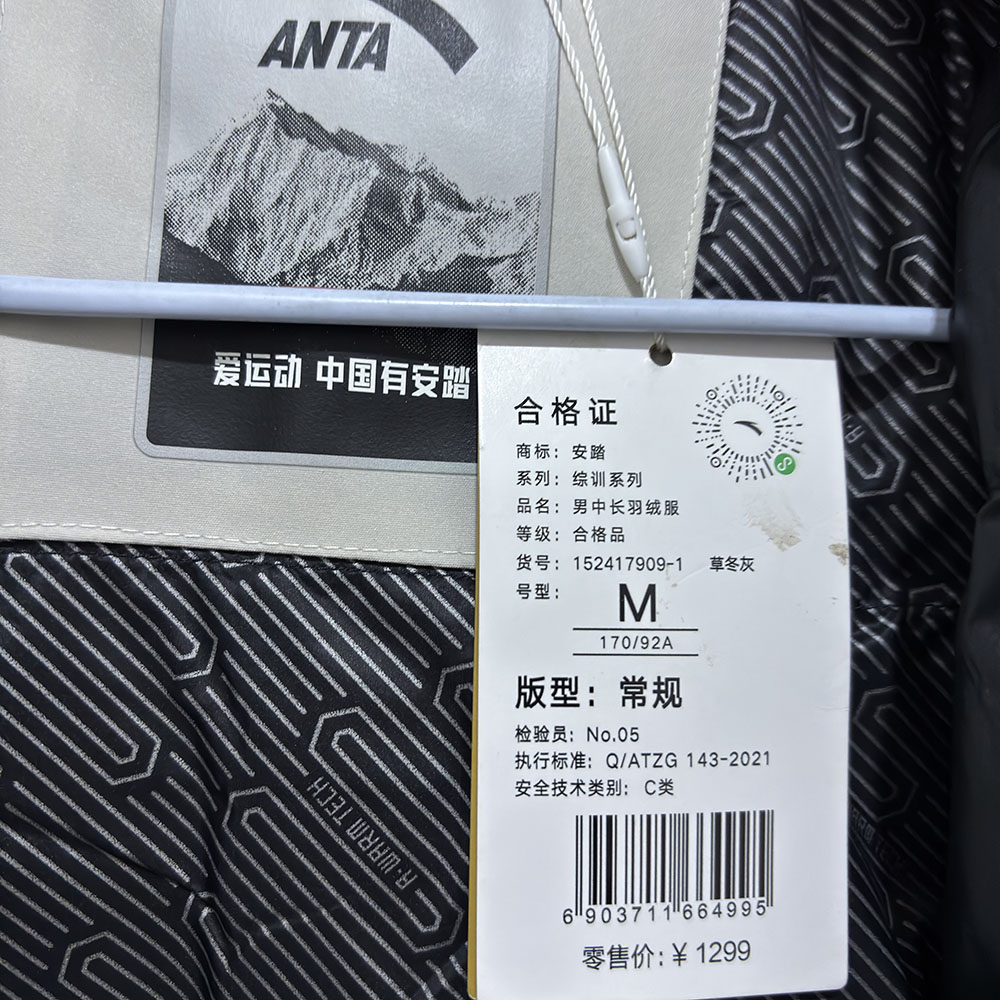 ANTA
爱运动 中国有安踏
合格证
商标：安踏
系列：综训系列
品名：男中长羽绒服
等级：合格品
货号：152417909-1 草冬灰
号型：
M
170/92A
版型：常规
检验员：No.05
执行标准：Q/ATZG 143-2021
安全技术类别：C类
6 903711 664995
零售价：¥ 1299
A-WARM TECH